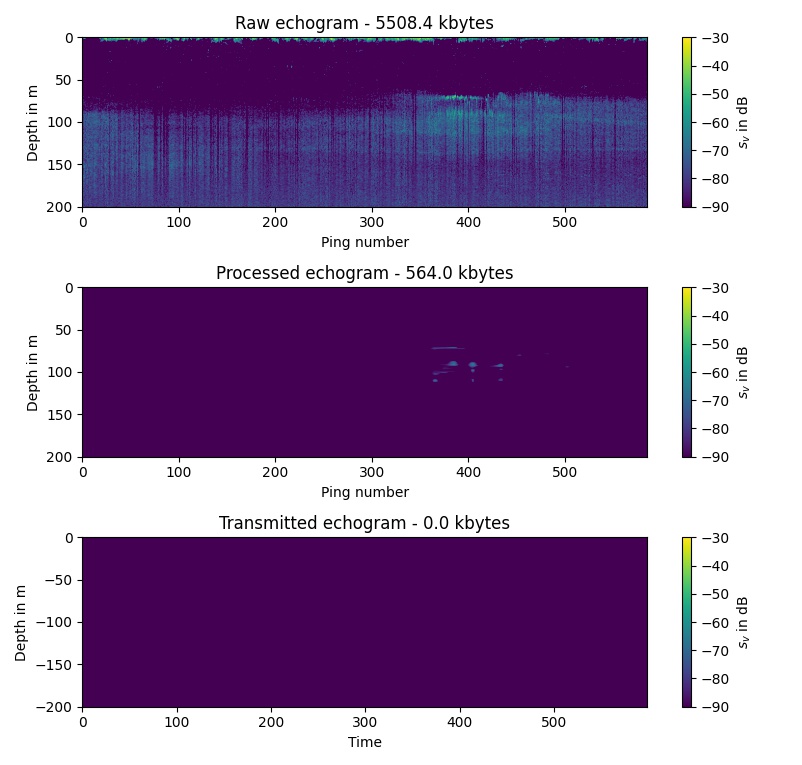 Raw echogram - 5508.4 kbytes
0
50
100
150
200
Depth in m
0 100 200 300 400 500
Ping number
−30
−40
−50
−60
−70
−80
−90
sv in dB
Processed echogram - 564.0 kbytes
0
50
100
150
200
Depth in m
0 100 200 300 400 500
Ping number
−30
−40
−50
−60
−70
−80
−90
sv in dB
Transmitted echogram - 0.0 kbytes
0
−50
−100
−150
−200
Depth in m
0 100 200 300 400 500
Time
−30
−40
−50
−60
−70
−80
−90
sv in dB